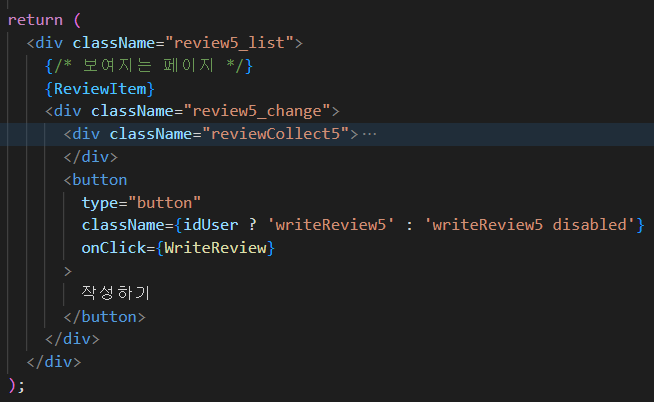 return (
<div className="review5_list">
{/* 보여지는 페이지 */}
{ReviewItem}
<div className="review5_change">
<div className="reviewCollect5">⋯
</div>
<button
type="button"
className={idUser ? 'writeReview5' : 'writeReview5 disabled'}
onClick={WriteReview}
>
작성하기
</button>
</div>
</div>
);